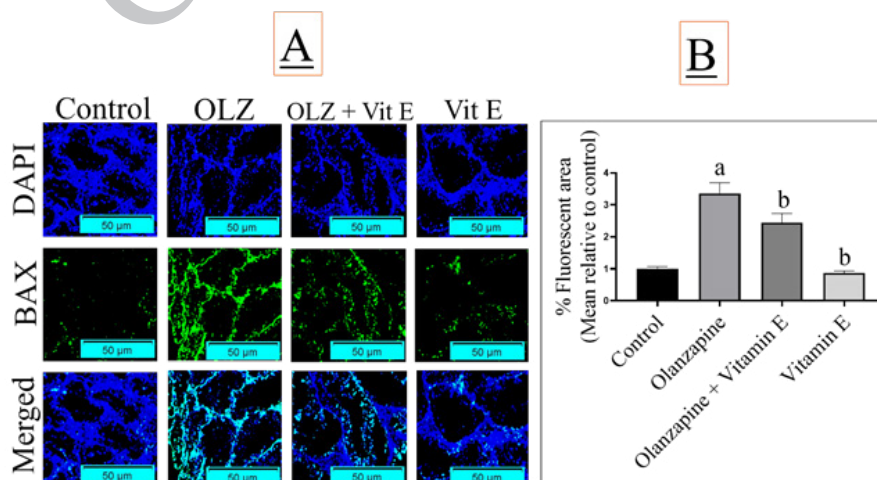 A
B
Control OLZ OLZ + Vit E Vit E
DAPI
50 µm 50 µm 50 µm 50 µm
BAX
50 µm 50 µm 50 µm 50 µm
Merged
50 µm 50 µm 50 µm 50 µm
% Fluorescent area
(Mean relative to control)
4
3
2
1
0
a
b
b
Control
Olanzapine
Olanzapine + Vitamin E
Vitamin E